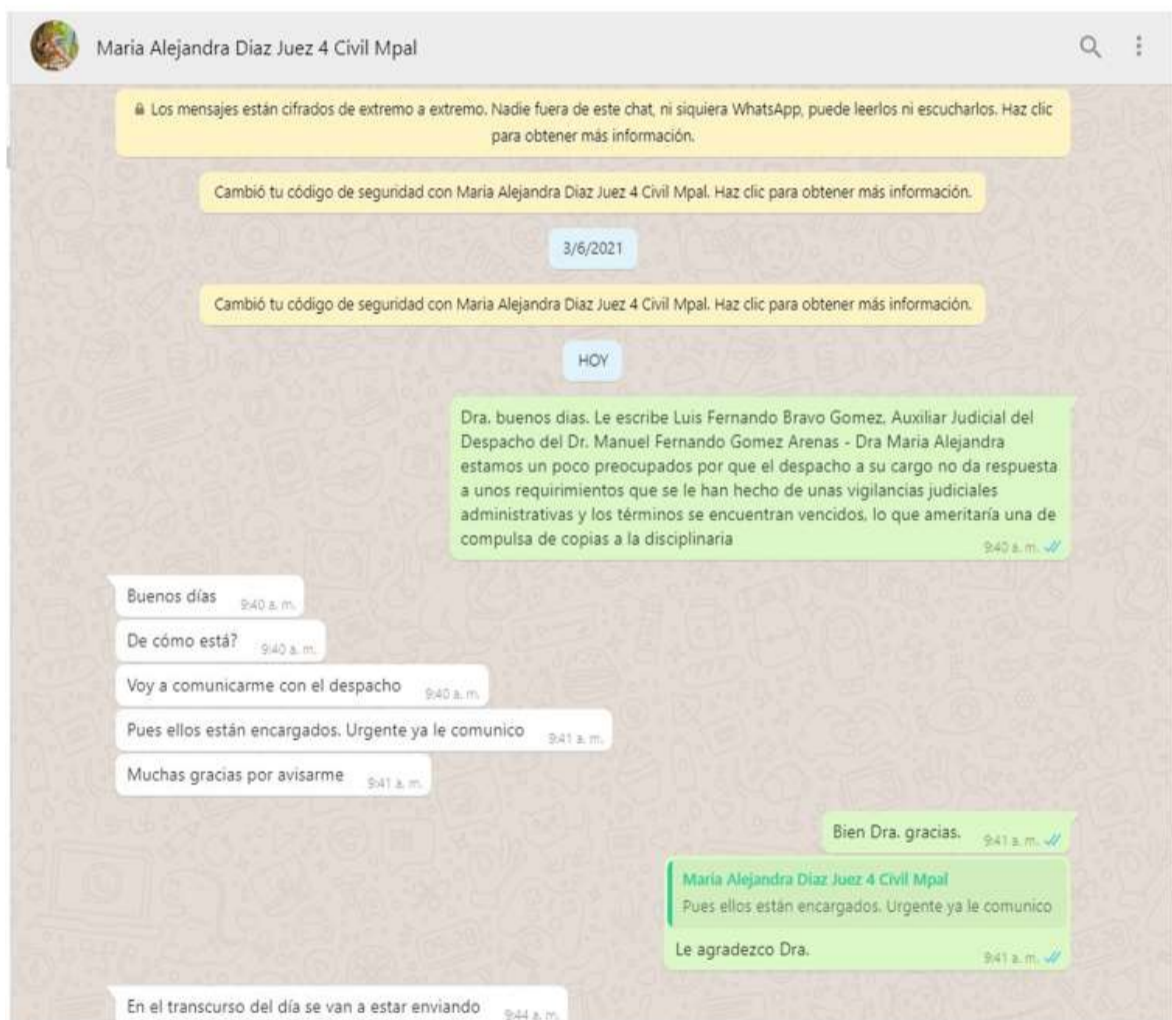 Maria Alejandra Diaz Juez 4 Civil Mpal
Los mensajes están cifrados de extremo a extremo. Nadie fuera de este chat, ni siquiera WhatsApp, puede leerlos ni escucharlos. Haz clic
para obtener más información.
Cambió tu código de seguridad con Maria Alejandra Diaz Juez 4 Civil Mpal. Haz clic para obtener más información.
3/6/2021
Cambió tu código de seguridad con Maria Alejandra Diaz Juez 4 Civil Mpal. Haz clic para obtener más información.
HOY
Dra. buenos dias. Le escribe Luis Fernando Bravo Gomez, Auxiliar Judicial del
Despacho del Dr. Manuel Fernando Gomez Arenas - Dra Maria Alejandra
estamos un poco preocupados por que el despacho a su cargo no da respuesta
a unos requirimientos que se le han hecho de unas vigilancias judiciales
administrativas y los términos se encuentran vencidos, lo que ameritaría una de
compulsa de copias a la disciplinaria
9:40 a. m.
Buenos días 9:40 a. m.
De cómo está? 9:40 a. m.
Voy a comunicarme con el despacho 9:40 a. m.
Pues ellos están encargados. Urgente ya le comunico 9:41 a. m.
Muchas gracias por avisarme 9:41 a. m.
Bien Dra. gracias. 9:41 a. m.
Maria Alejandra Diaz Juez 4 Civil Mpal
Pues ellos están encargados. Urgente ya le comunico
Le agradezco Dra. 9:41 a. m.
En el transcurso del día se van a estar enviando 9:44 a. m.